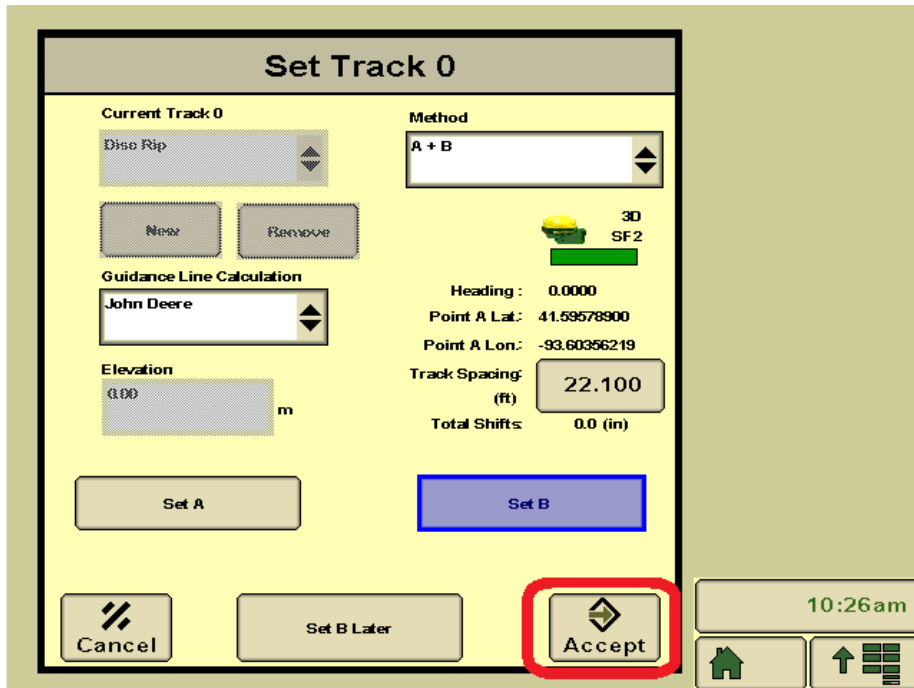 Set Track 0
Current Track 0
Method
Disc Rip
A + B
New
Remove
3D
SF2
Guidance Line Calculation
John Deere
Heading : 0.0000
Point A Lat.: 41.59578900
Point A Lon.: -93.60356219
Elevation
0.00
m
Track Spacing:
(ft)
22.100
Total Shifts: 0.0 (in)
Set A
Set B
Cancel
Set B Later
Accept
10:26am